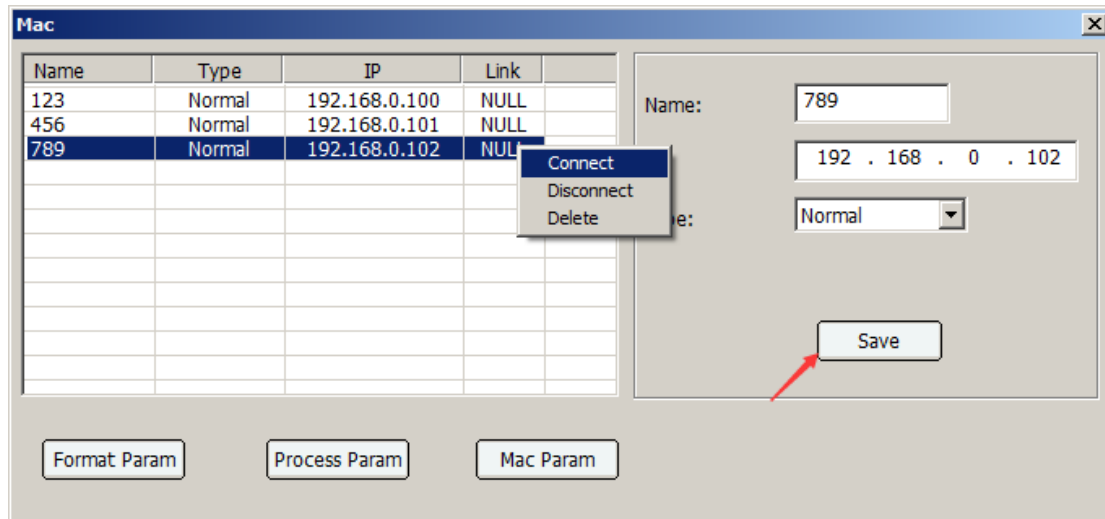 Mac
Name Type IP Link
123 Normal 192.168.0.100 NULL
456 Normal 192.168.0.101 NULL
789 Normal 192.168.0.102
Connect
Disconnect
Delete
Name: 789
192 . 168 . 0 . 102
Normal
Save
Format Param Process Param Mac Param